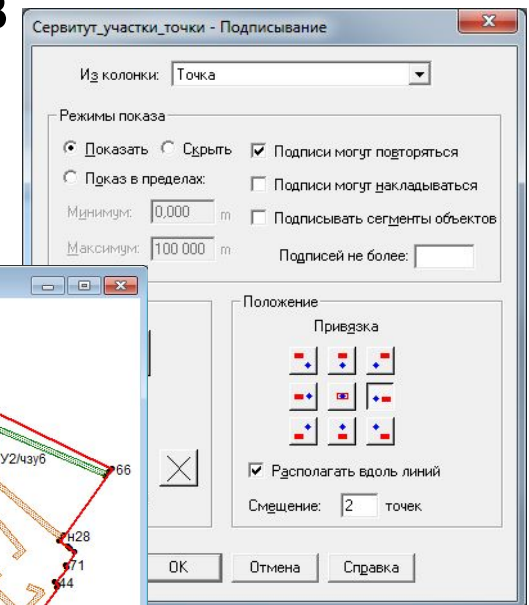 в
Сервитут_участки_точки - Подписывание
Из колонки: Точка
Режимы показа
Показать Скрыть Подписи могут повторяться
Показ в пределах: Подписи могут накладываться
Минимум: 0,000 m Подписывать сегменты объектов
Максимум: 100 000 m Подписей не более:
Положение
Привязка
Располагать вдоль линий
Смещение: 2 точек
OK Отмена Справка
У2/чзу6
66
н28
71
44